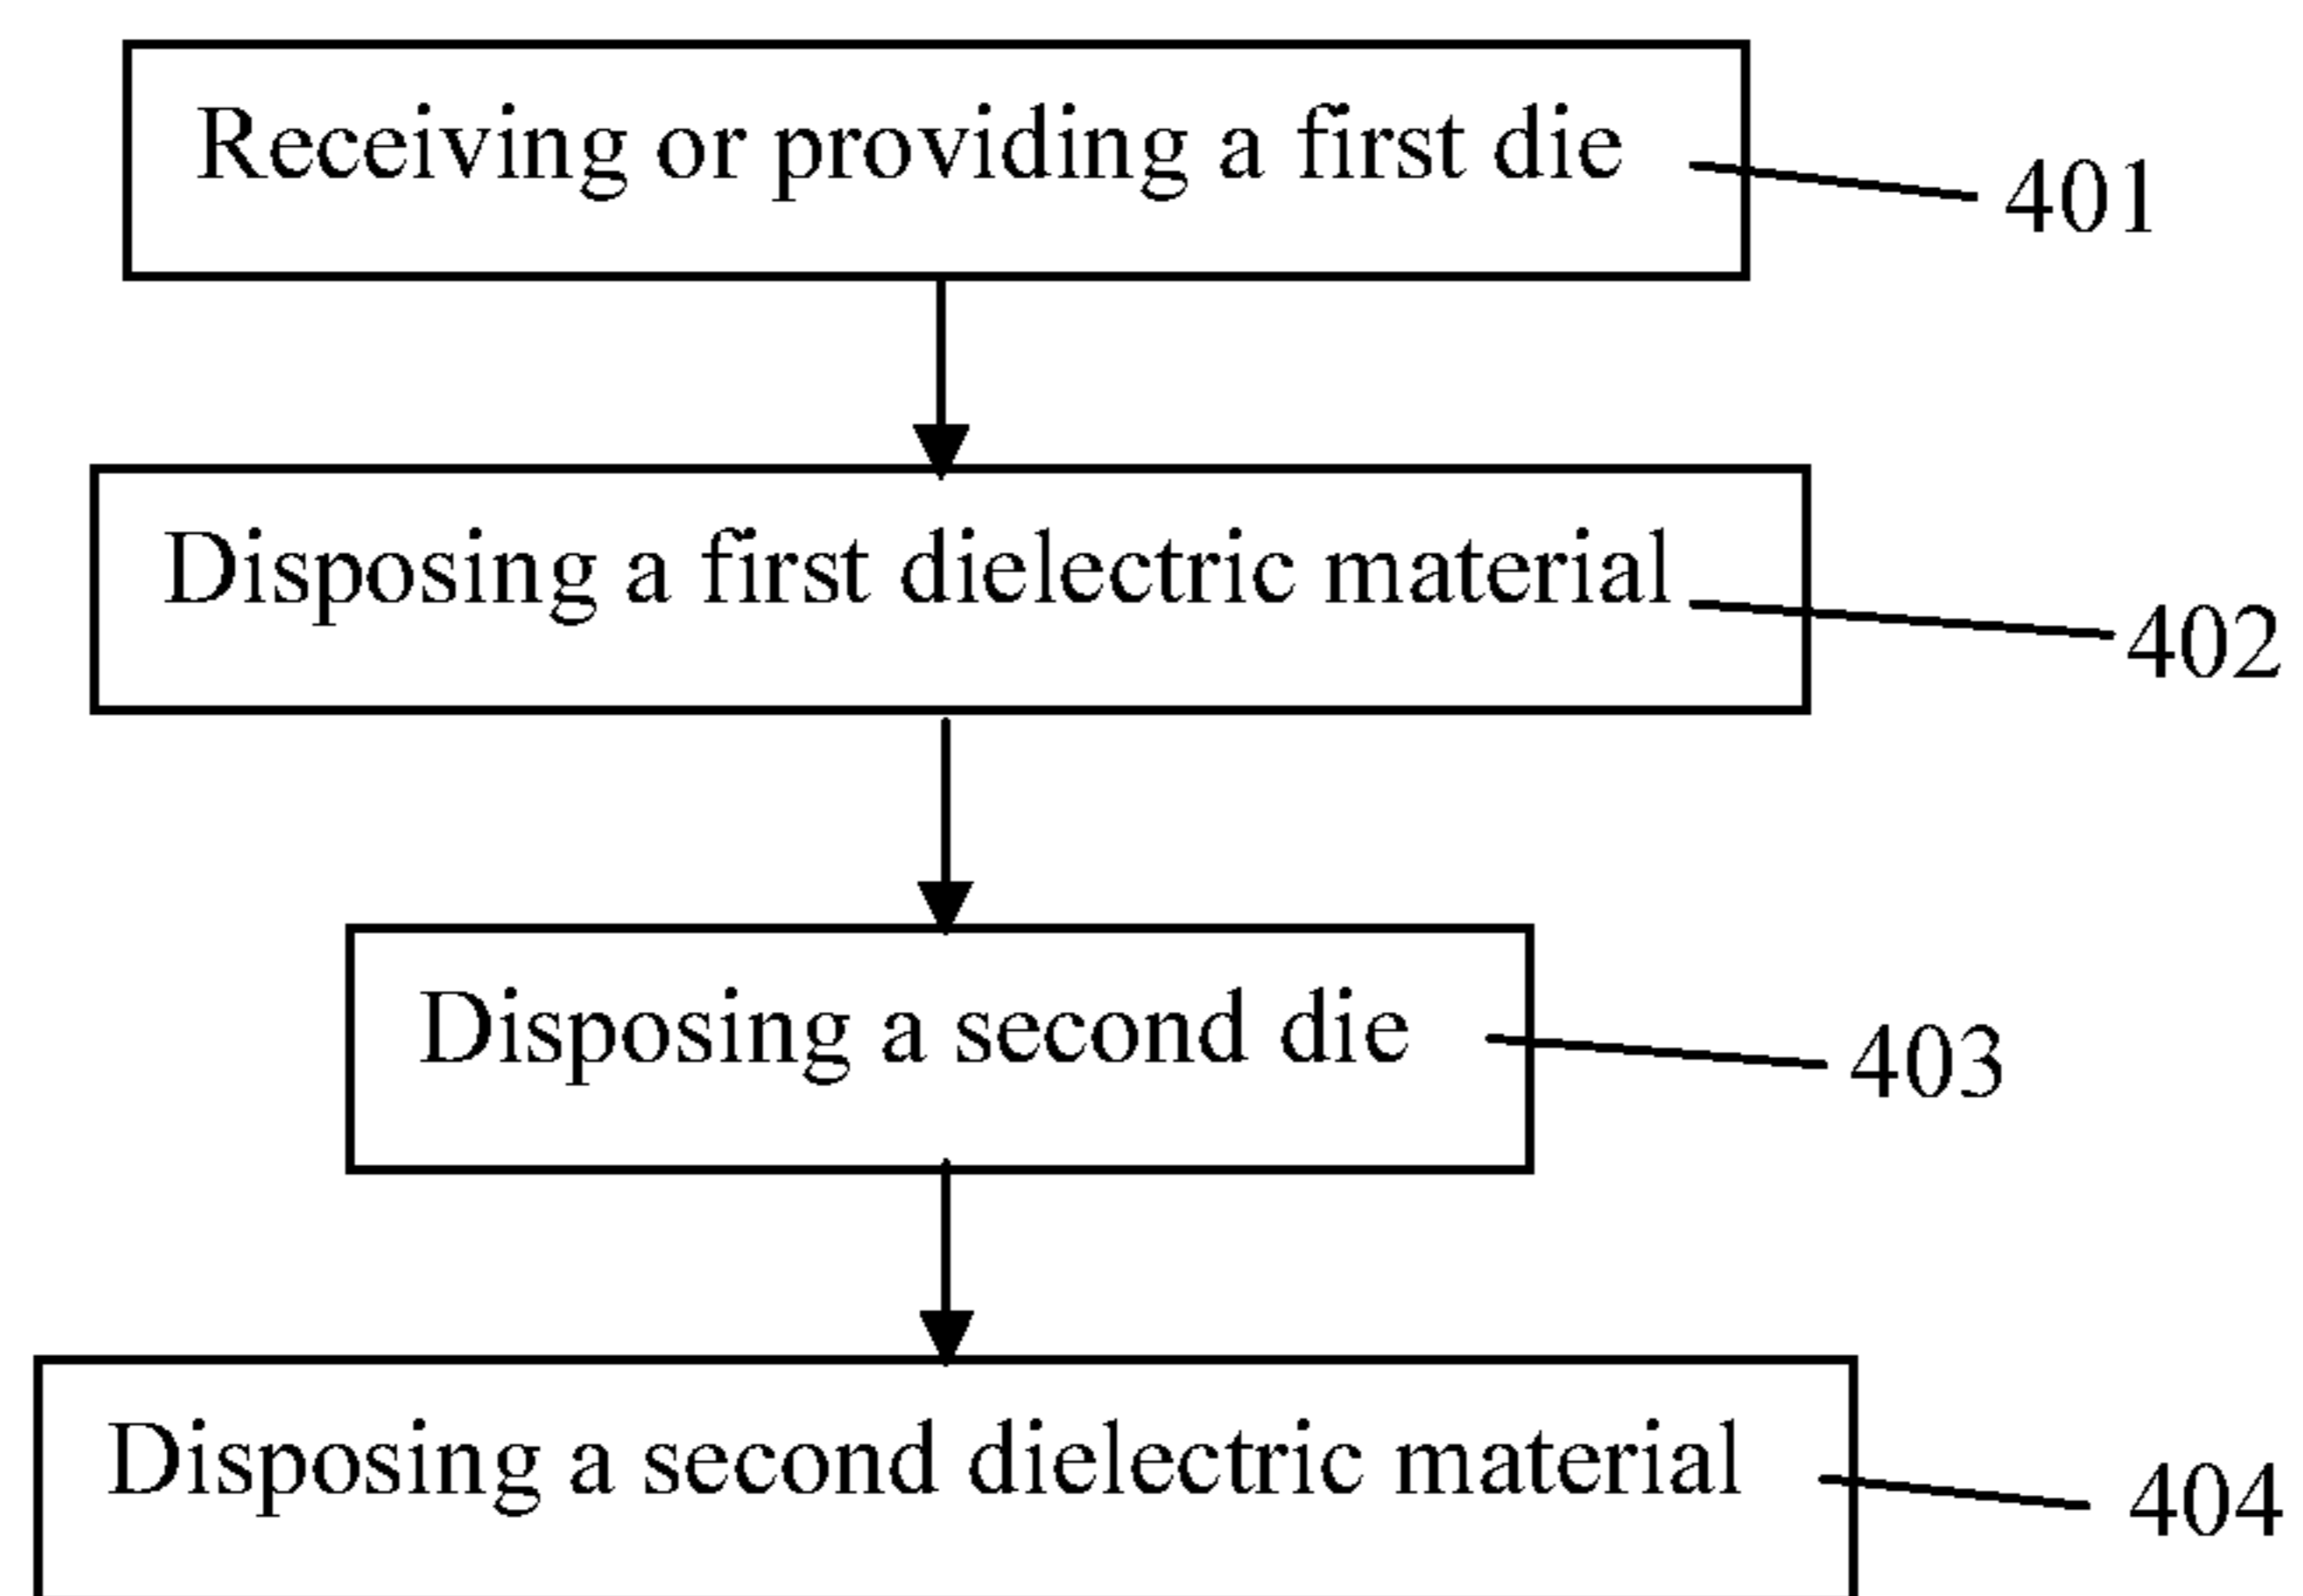 Receiving or providing a first die
401
Disposing a first dielectric material
402
Disposing a second die
403
Disposing a second dielectric material
404